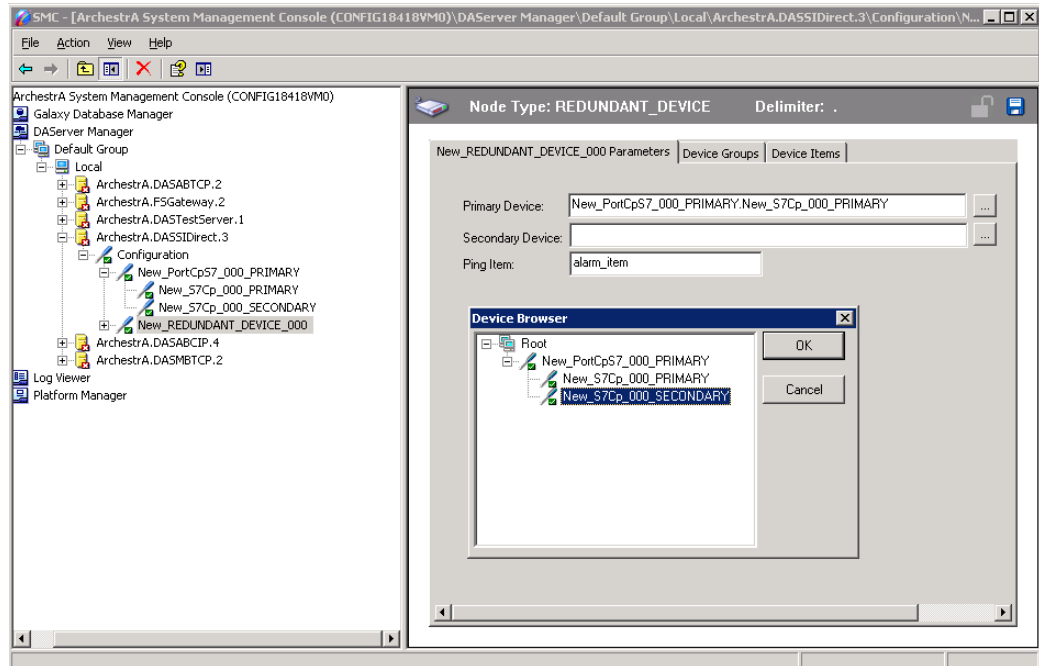 SMC - [ArchestrA System Management Console (CONFIG18418VM0)\DAServer Manager\Default Group\Local\ArchestrA.DASSIDirect.3\Configuration\N...
File Action View Help
ArchestrA System Management Console (CONFIG18418VM0)
Galaxy Database Manager
DAServer Manager
Default Group
Local
ArchestrA.DASABTCP.2
ArchestrA.FSGateway.2
ArchestrA.DASTestServer.1
ArchestrA.DASSIDirect.3
Configuration
New_PortCpS7_000_PRIMARY
New_S7Cp_000_PRIMARY
New_S7Cp_000_SECONDARY
New_REDUNDANT_DEVICE_000
ArchestrA.DASABCIP.4
ArchestrA.DASMBTCP.2
Log Viewer
Platform Manager
Node Type: REDUNDANT_DEVICE Delimiter: .
New_REDUNDANT_DEVICE_000 Parameters Device Groups Device Items
Primary Device: New_PortCpS7_000_PRIMARY.New_S7Cp_000_PRIMARY ...
Secondary Device: ...
Ping Item: alarm_item
Device Browser
Root
New_PortCpS7_000_PRIMARY
New_S7Cp_000_PRIMARY
New_S7Cp_000_SECONDARY
OK
Cancel